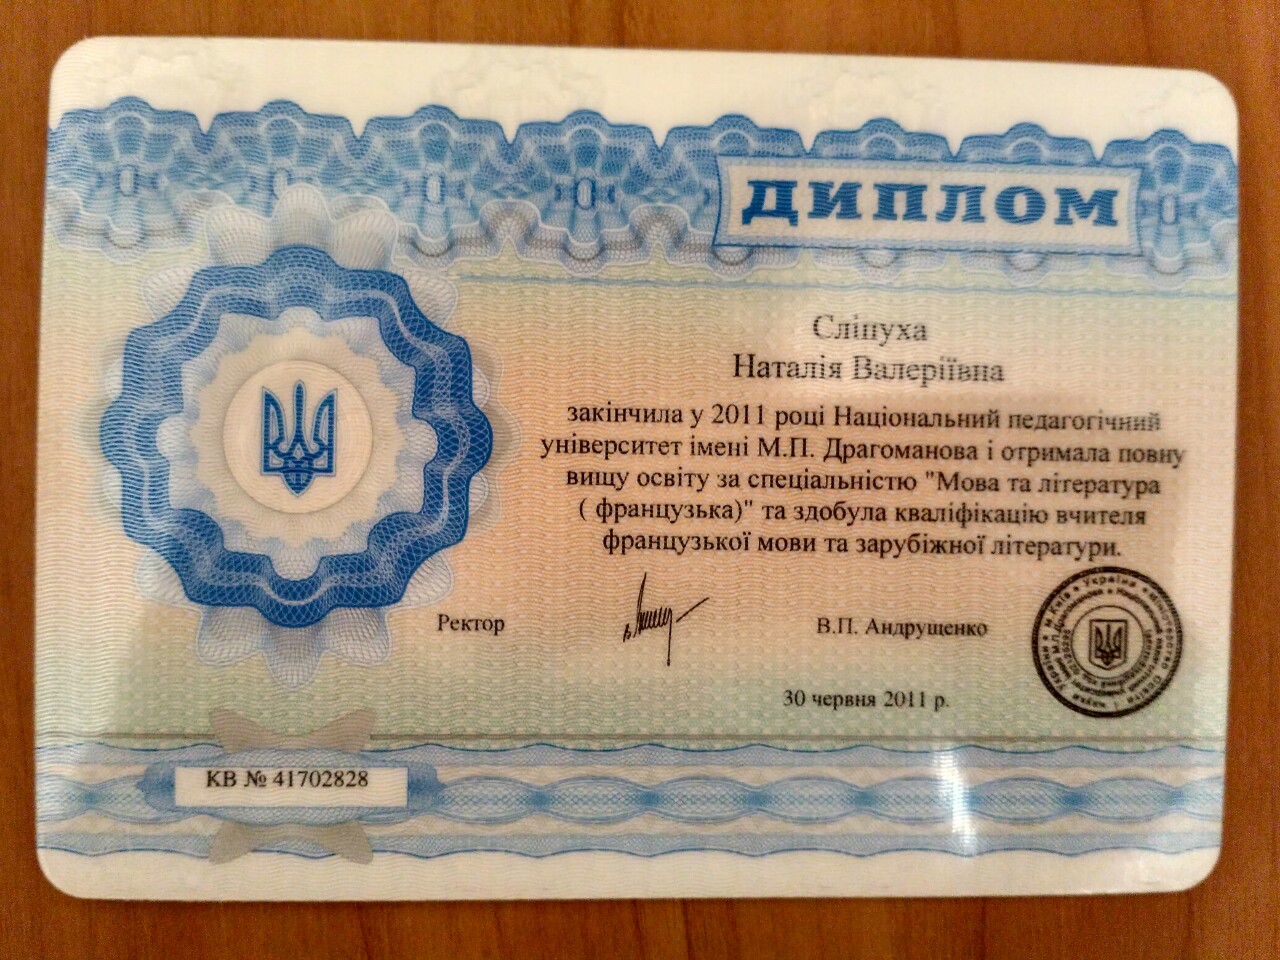 ДИПЛОМ
Сліпуха
Наталія Валеріївна
закінчила у 2011 році Національний педагогічний
університет імені М.П. Драгоманова і отримала повну
вищу освіту за спеціальністю "Мова та література
( французька)" та здобула кваліфікацію вчителя
французької мови та зарубіжної літератури.
Ректор
В.П. Андрущенко
30 червня 2011 р.
КВ № 41702828